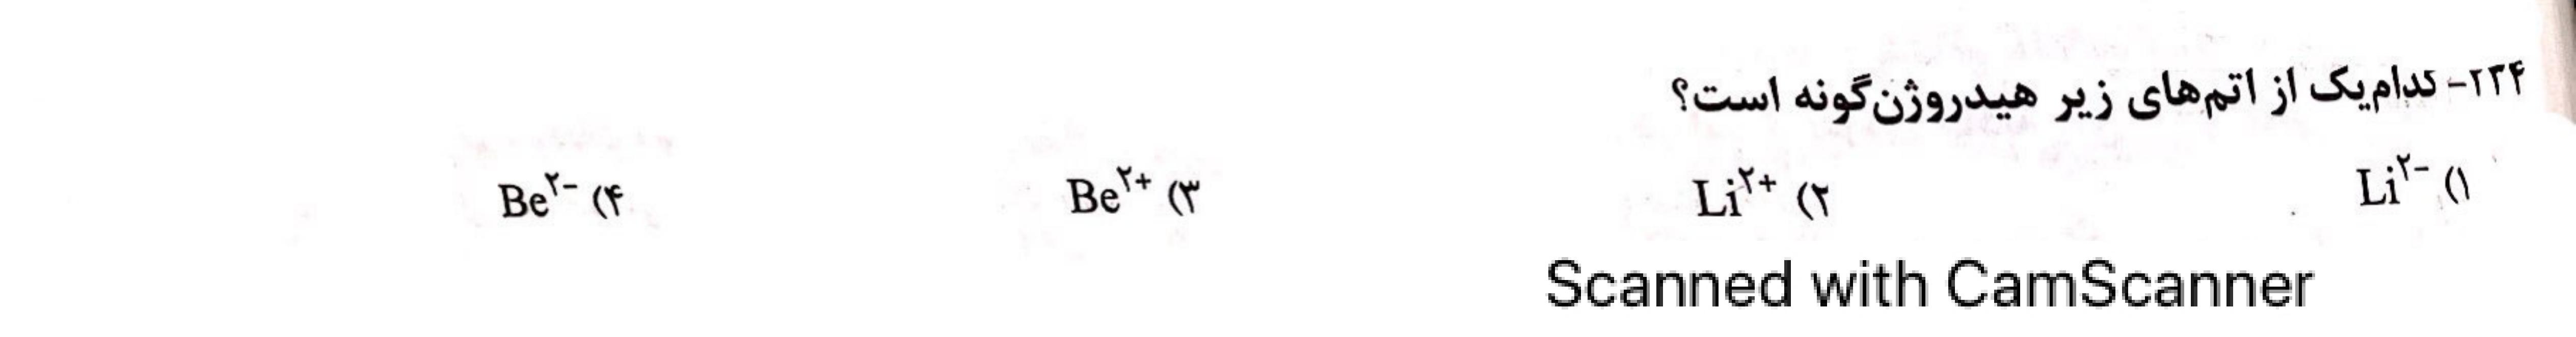 ۲۳۴- کدام‌یک از اتم‌های زیر هیدروژن‌گونه است؟
۱) Li²⁻ ۲) Li²⁺ ۳) Be²⁺ ۴) Be²⁻
Scanned with CamScanner